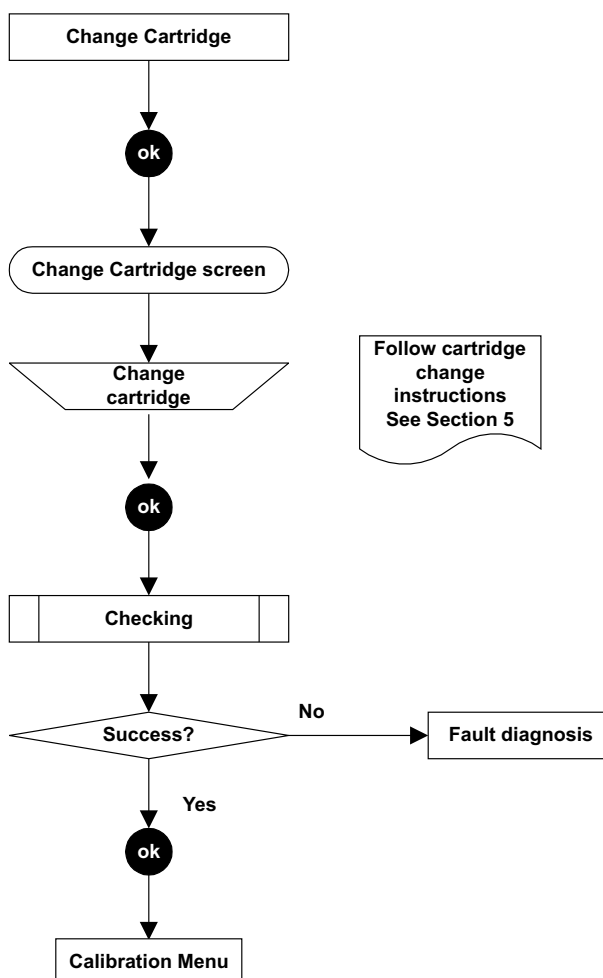 Change Cartridge
ok
Change Cartridge screen
Change
cartridge
Follow cartridge
change
instructions
See Section 5
ok
Checking
Success?
No
Fault diagnosis
Yes
ok
Calibration Menu